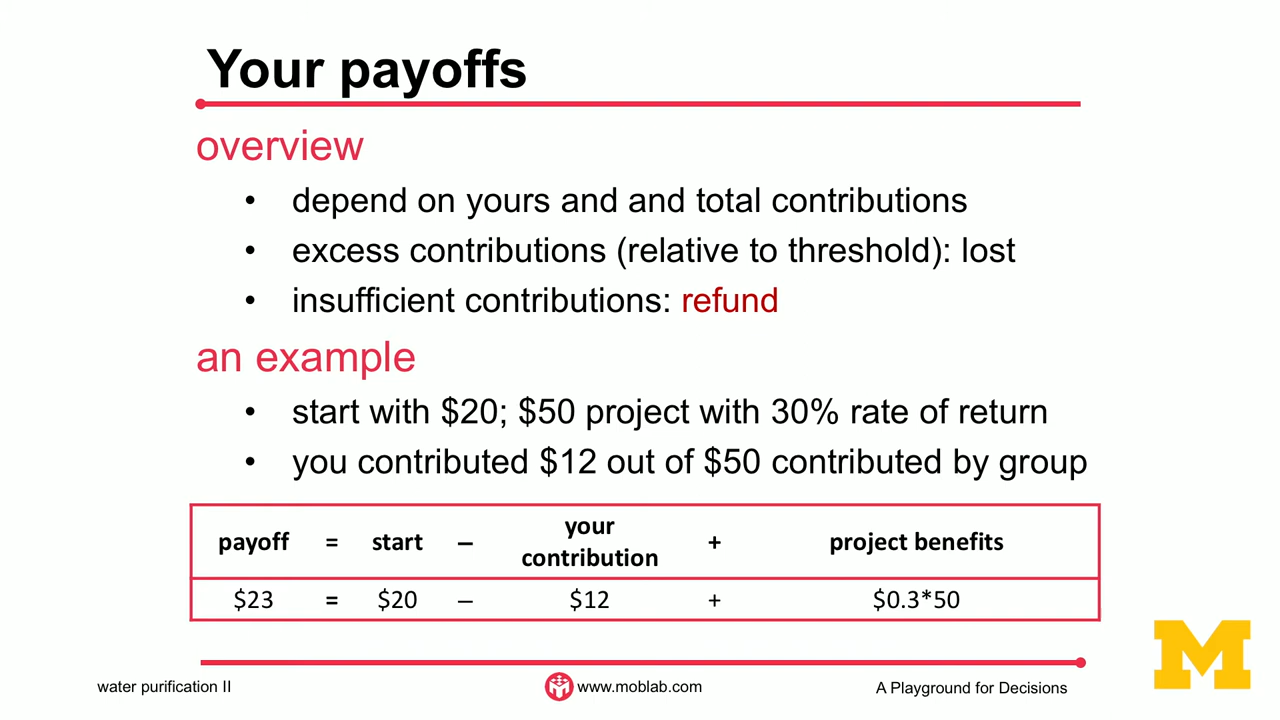 Your payoffs
overview
• depend on yours and and total contributions
• excess contributions (relative to threshold): lost
• insufficient contributions: refund
an example
• start with $20; $50 project with 30% rate of return
• you contributed $12 out of $50 contributed by group
payoff = start – your contribution + project benefits
$23 = $20 – $12 + $0.3*50
water purification II
www.moblab.com
A Playground for Decisions
M